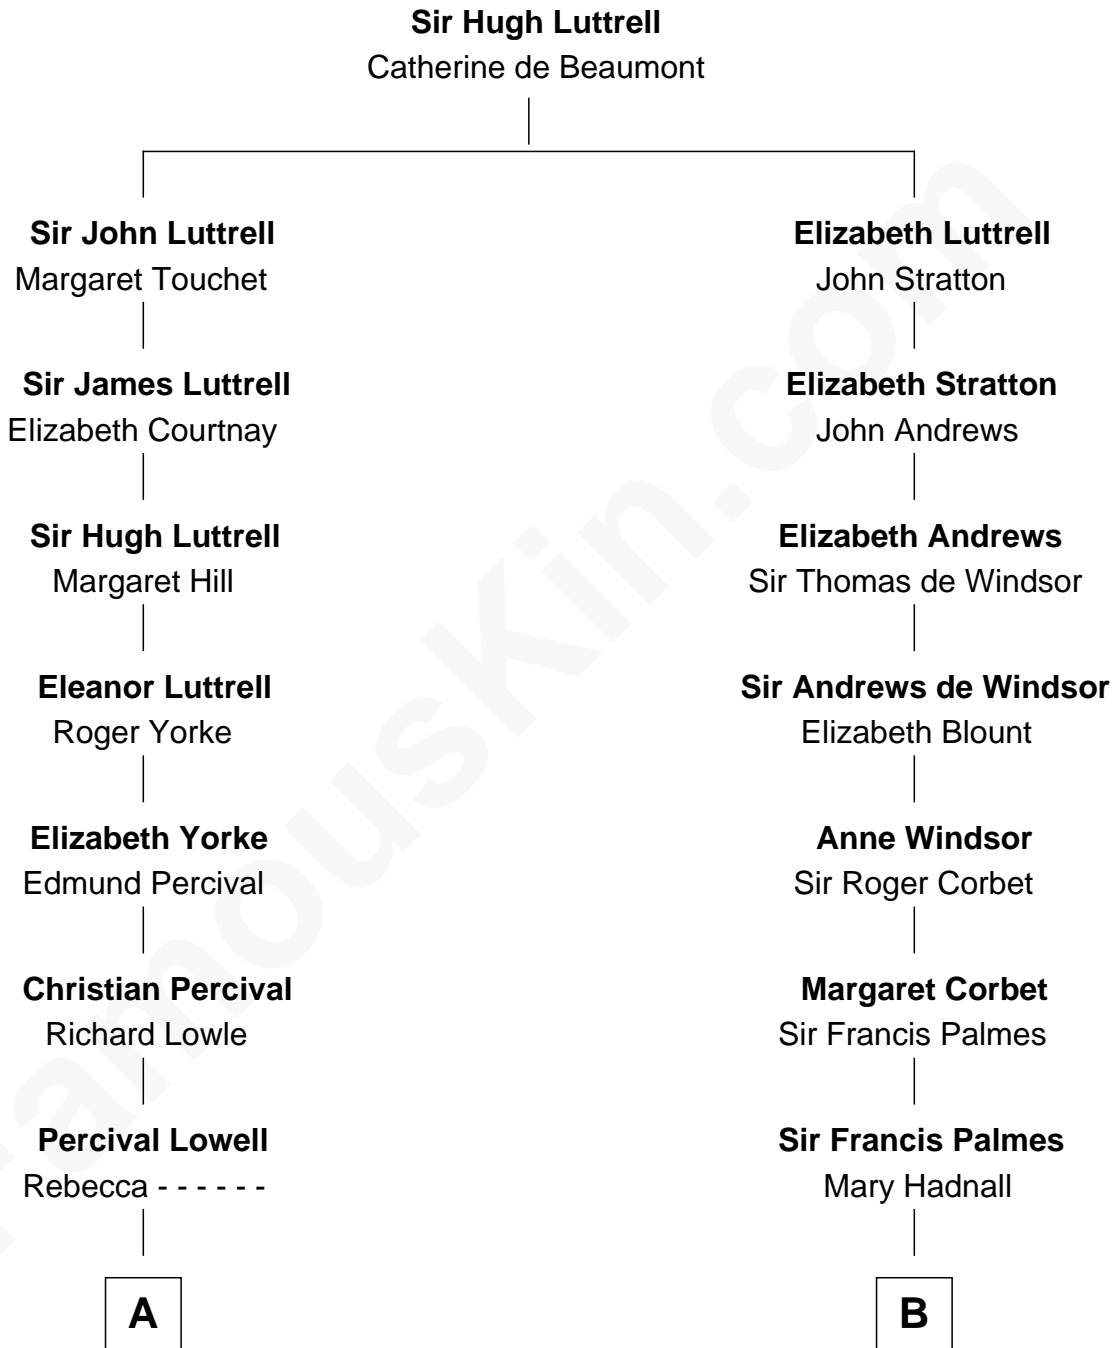 Sir Hugh Luttrell
Catherine de Beaumont
Sir John Luttrell
Margaret Touchet
Elizabeth Luttrell
John Stratton
Sir James Luttrell
Elizabeth Courtnay
Elizabeth Stratton
John Andrews
Sir Hugh Luttrell
Margaret Hill
Elizabeth Andrews
Sir Thomas de Windsor
Eleanor Luttrell
Roger Yorke
Sir Andrews de Windsor
Elizabeth Blount
Elizabeth Yorke
Edmund Percival
Anne Windsor
Sir Roger Corbet
Christian Percival
Richard Lowle
Margaret Corbet
Sir Francis Palmes
Percival Lowell
Rebecca - - - - - -
Sir Francis Palmes
Mary Hadnall
A
B
FamousKin.com